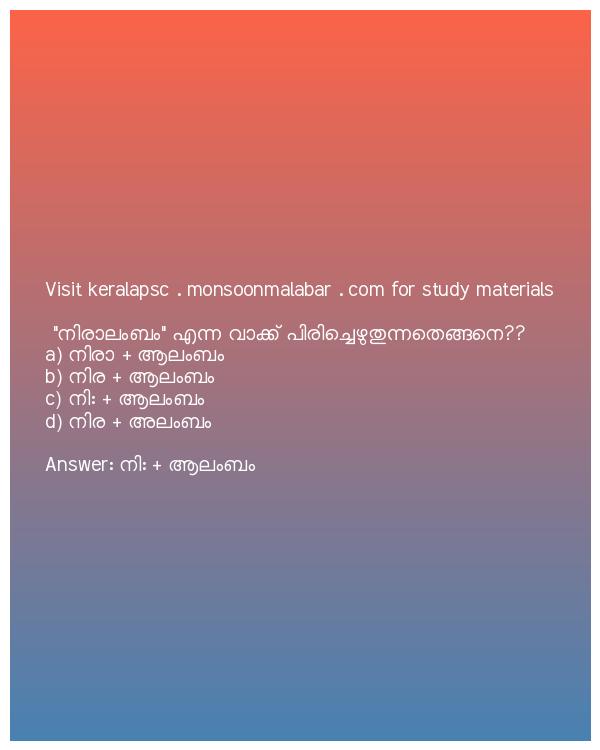 Visit keralapsc . monsoonmalabar . com for study materials
"നിരാലംബം" എന്ന വാക്ക് പിരിച്ചെഴുതുന്നതെങ്ങനെ??
a) നിരാ + ആലംബം
b) നിര + ആലംബം
c) നി: + ആലംബം
d) നിര + അലംബം
Answer: നി: + ആലംബം